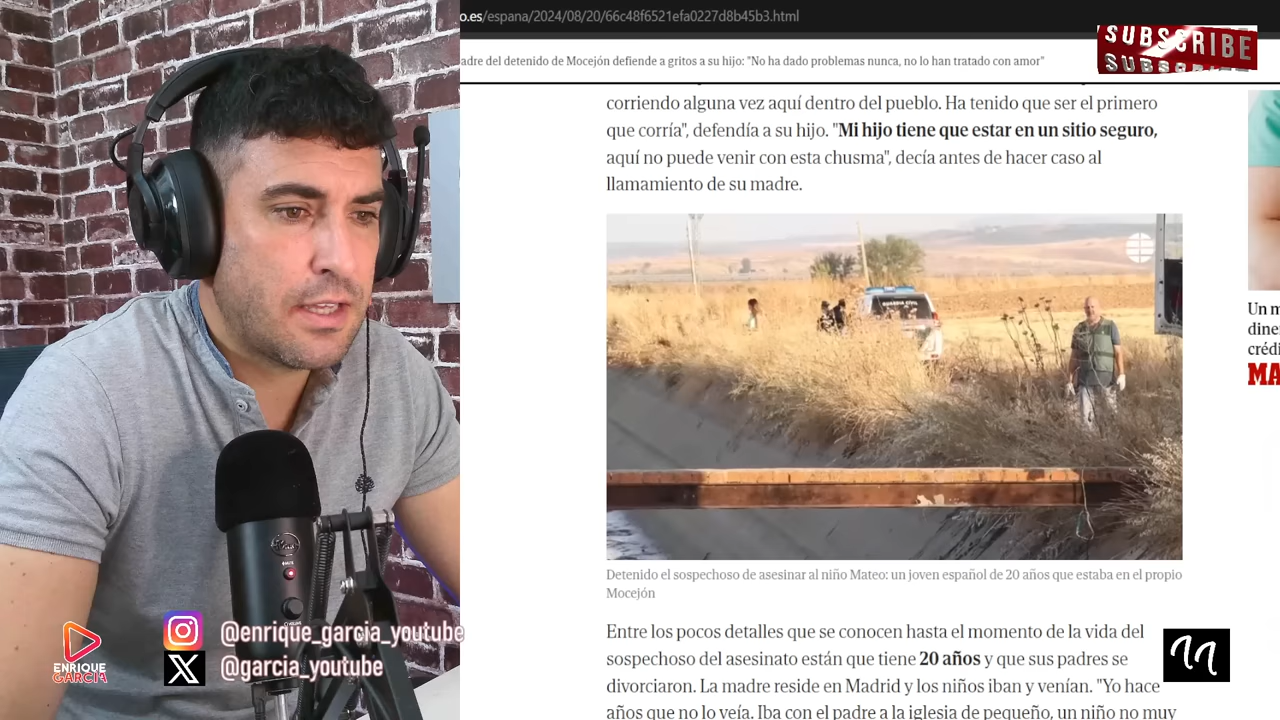 o.es/espana/2024/08/20/66c48f6521efa0227d8b45b3.html
SUBSCRIBE
SUBSCRIBE
adre del detenido de Mocejón defiende a gritos a su hijo: "No ha dado problemas nunca, no lo han tratado con amor"
corriendo alguna vez aquí dentro del pueblo. Ha tenido que ser el primero
que corría", defendía a su hijo. "Mi hijo tiene que estar en un sitio seguro,
aquí no puede venir con esta chusma", decía antes de hacer caso al
llamamiento de su madre.
GUARDIA CIVIL
Un m
dine
crédi
MA
Detenido el sospechoso de asesinar al niño Mateo: un joven español de 20 años que estaba en el propio
Mocejón
Entre los pocos detalles que se conocen hasta el momento de la vida del
sospechoso del asesinato están que tiene 20 años y que sus padres se
divorciaron. La madre reside en Madrid y los niños iban y venían. "Yo hace
años que no lo veía. Iba con el padre a la iglesia de pequeño, un niño no muy
@enrique_garcia_youtube
@garcia_youtube
ENRIQUE
GARCIA